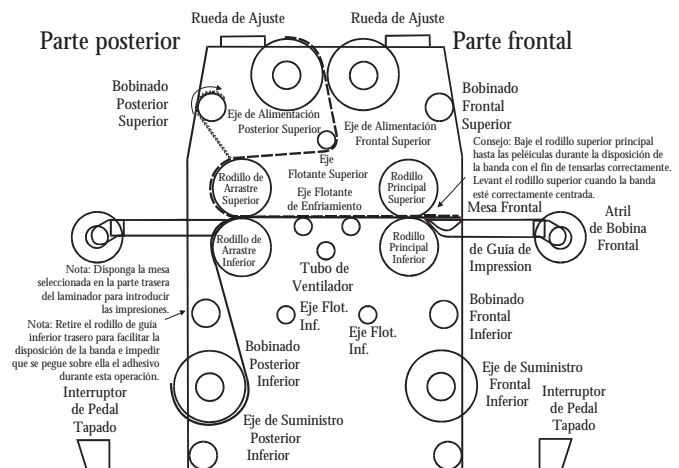 Rueda de Ajuste
Rueda de Ajuste
Parte posterior
Parte frontal
Bobinado
Posterior
Superior
Bobinado
Frontal
Superior
Eje de Alimentación
Posterior Superior
Eje de Alimentación
Frontal Superior
Consejo: Baje el rodillo superior principal
hasta las peléiculas durante la disposición de
la banda con el fin de tensarlas correctamente.
Levant el rodillo superior cuando la banda
esté correctamente centrada.
Eje
Flotante Superior
Rodillo de
Arrastre
Superior
Eje Flotante
de Enfriamiento
Rodillo
Principal
Superior
Mesa Frontal
Atril
de Bobina
Frontal
Rodillo de
Arrastre
Inferior
Rodillo
Principal
Inferior
de Guía de
Impression
Tubo de
Ventilador
Nota: Disponga la mesa
seleccionada en la parte trasera
del laminador para introducir
las impresiones.
Nota: Retire el rodillo de guía
inferior trasero para facilitar la
disposición de la banda e impedir
que se pegue sobre ella el adhesivo
durante esta operación.
Eje Flot.
Inf.
Eje Flot.
Inf.
Bobinado
Frontal
Inferior
Bobinado
Posterior
Inferior
Eje de Suministro
Frontal
Inferior
Interruptor
de Pedal
Tapado
Interruptor
de Pedal
Tapado
Eje de Suministro
Posterior
Inferior